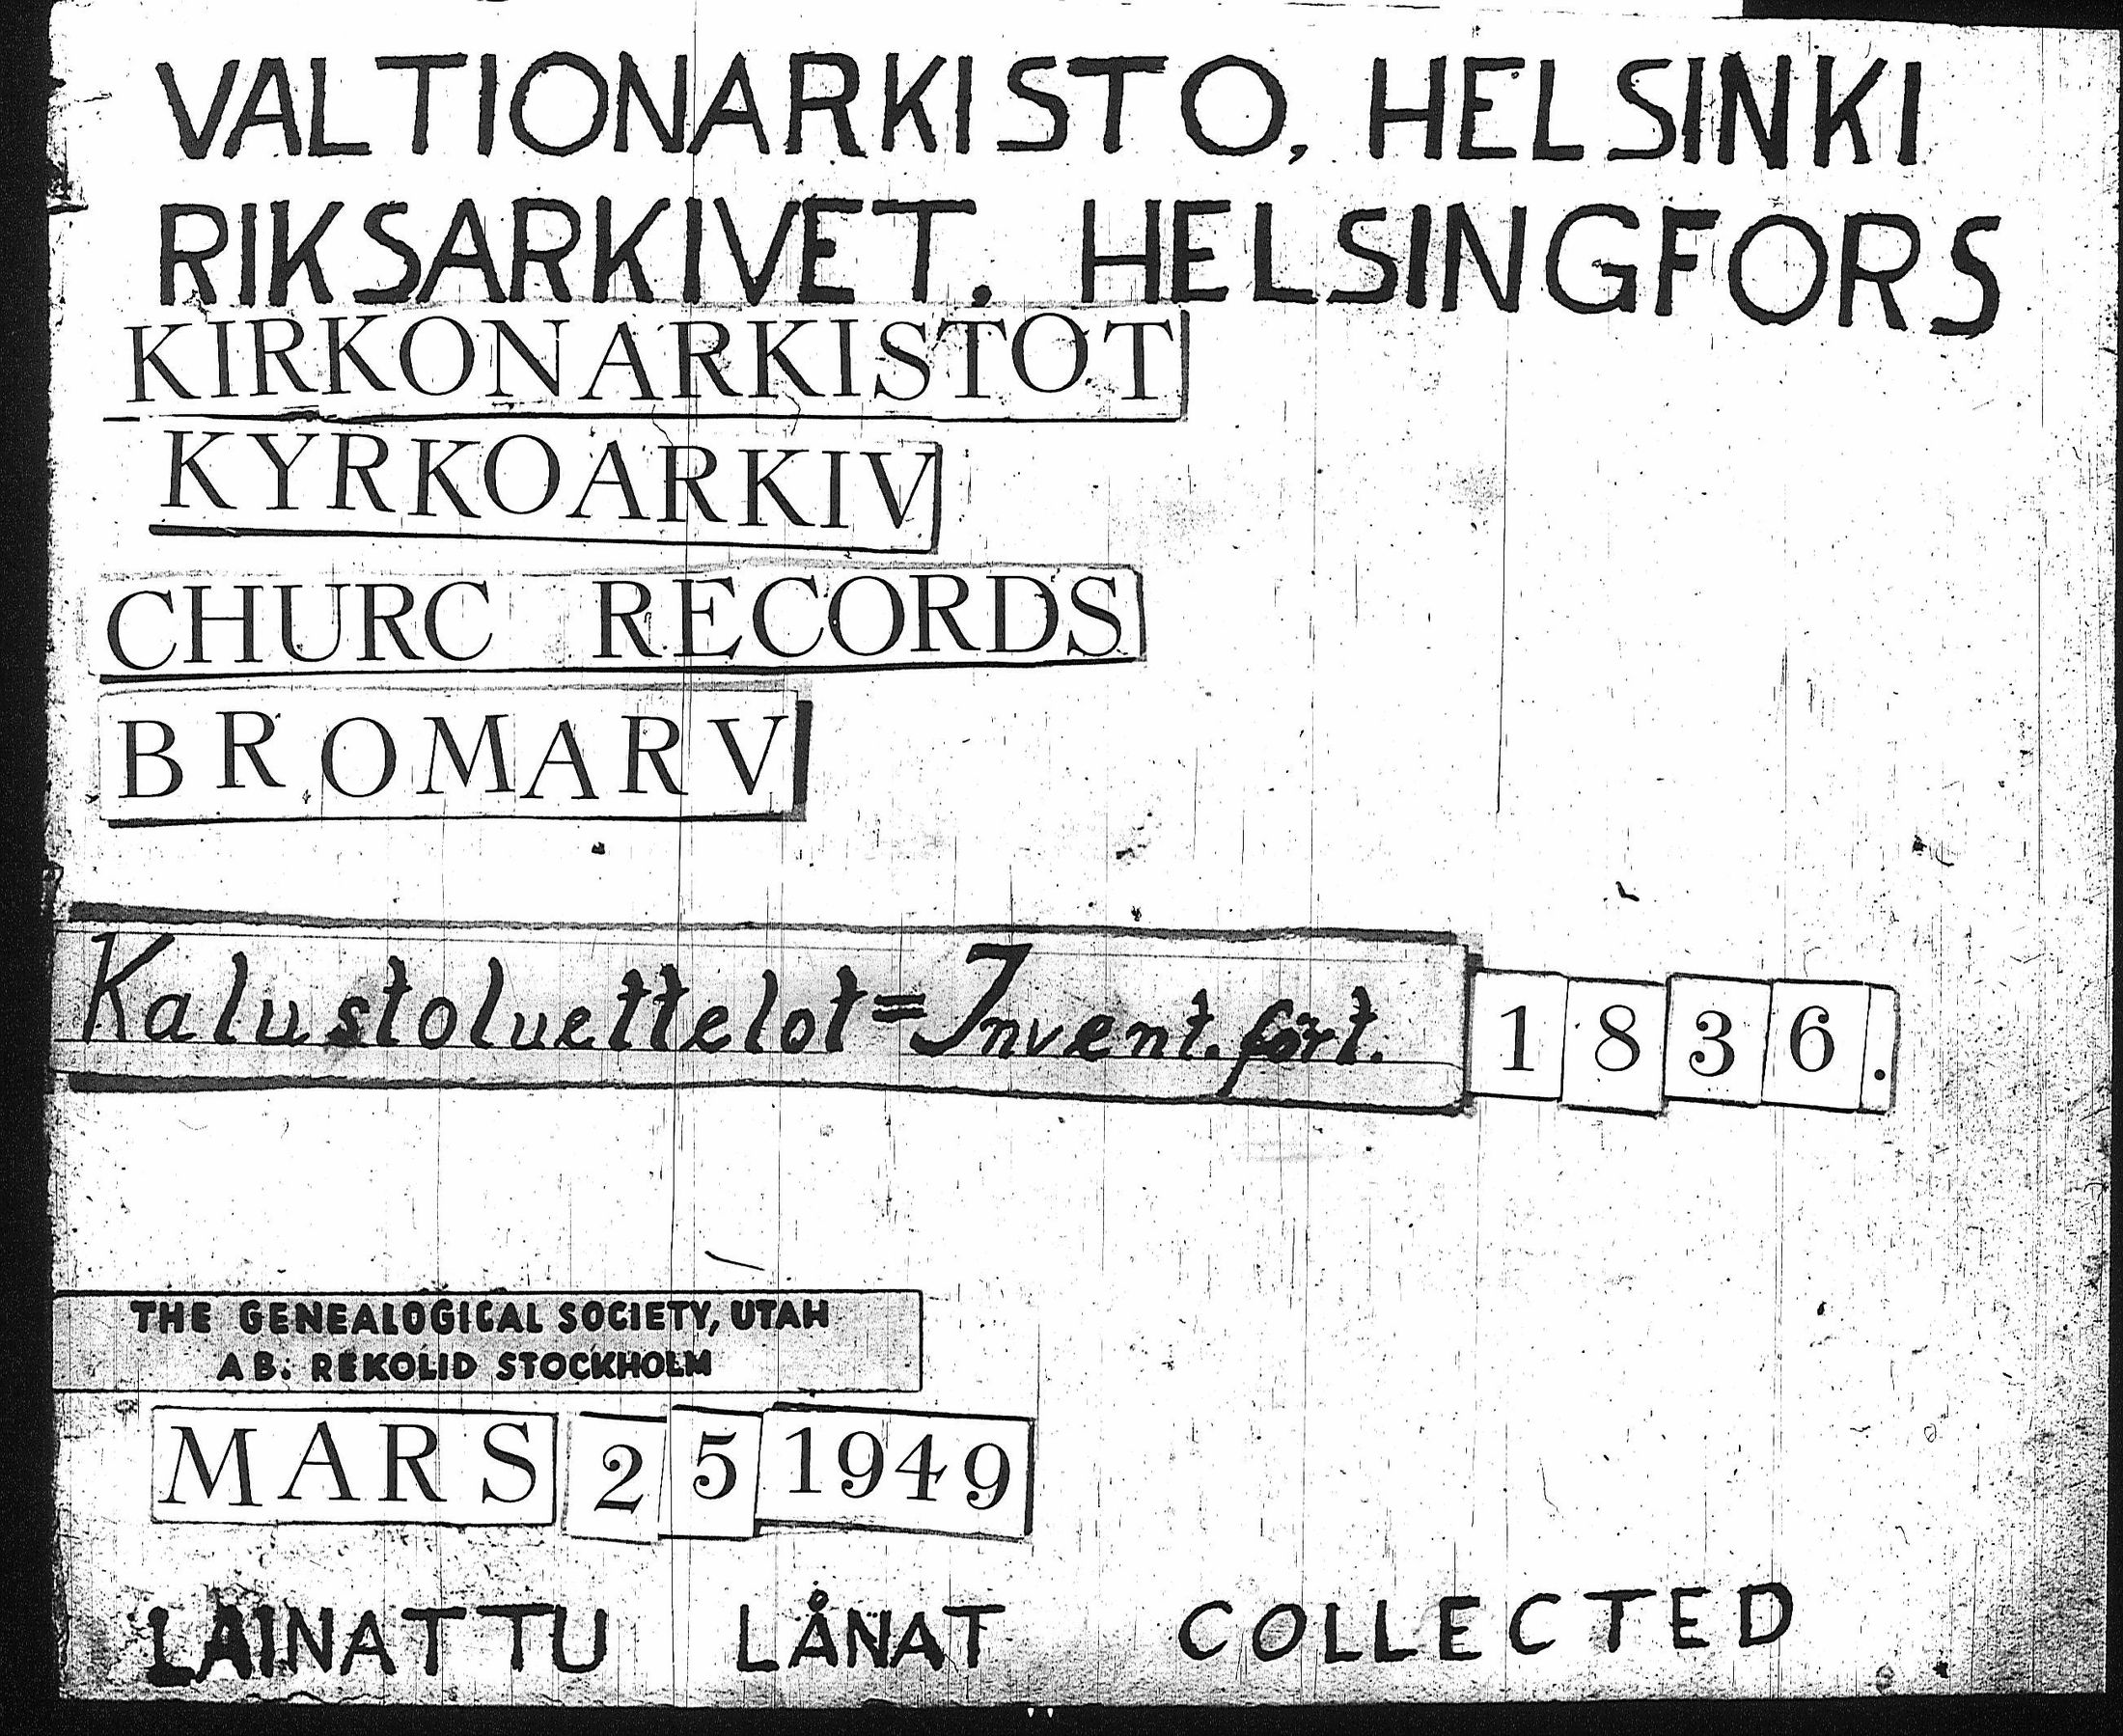 VALTIONARKISTO, HELSINKI
RIKSARKIVET. HELSINGFORS
KIRKONARKISTOT
KYRKOARKIV
CHURC RECORDS
BROMARV
Kalustoluettelot=Invent.fört. 1836.
THE GENEALOGICAL SOCIETY, UTAH
AB. REKOLID STOCKHOLM
MARS 25 1949
LAINATTU LÅNAT COLLECTED